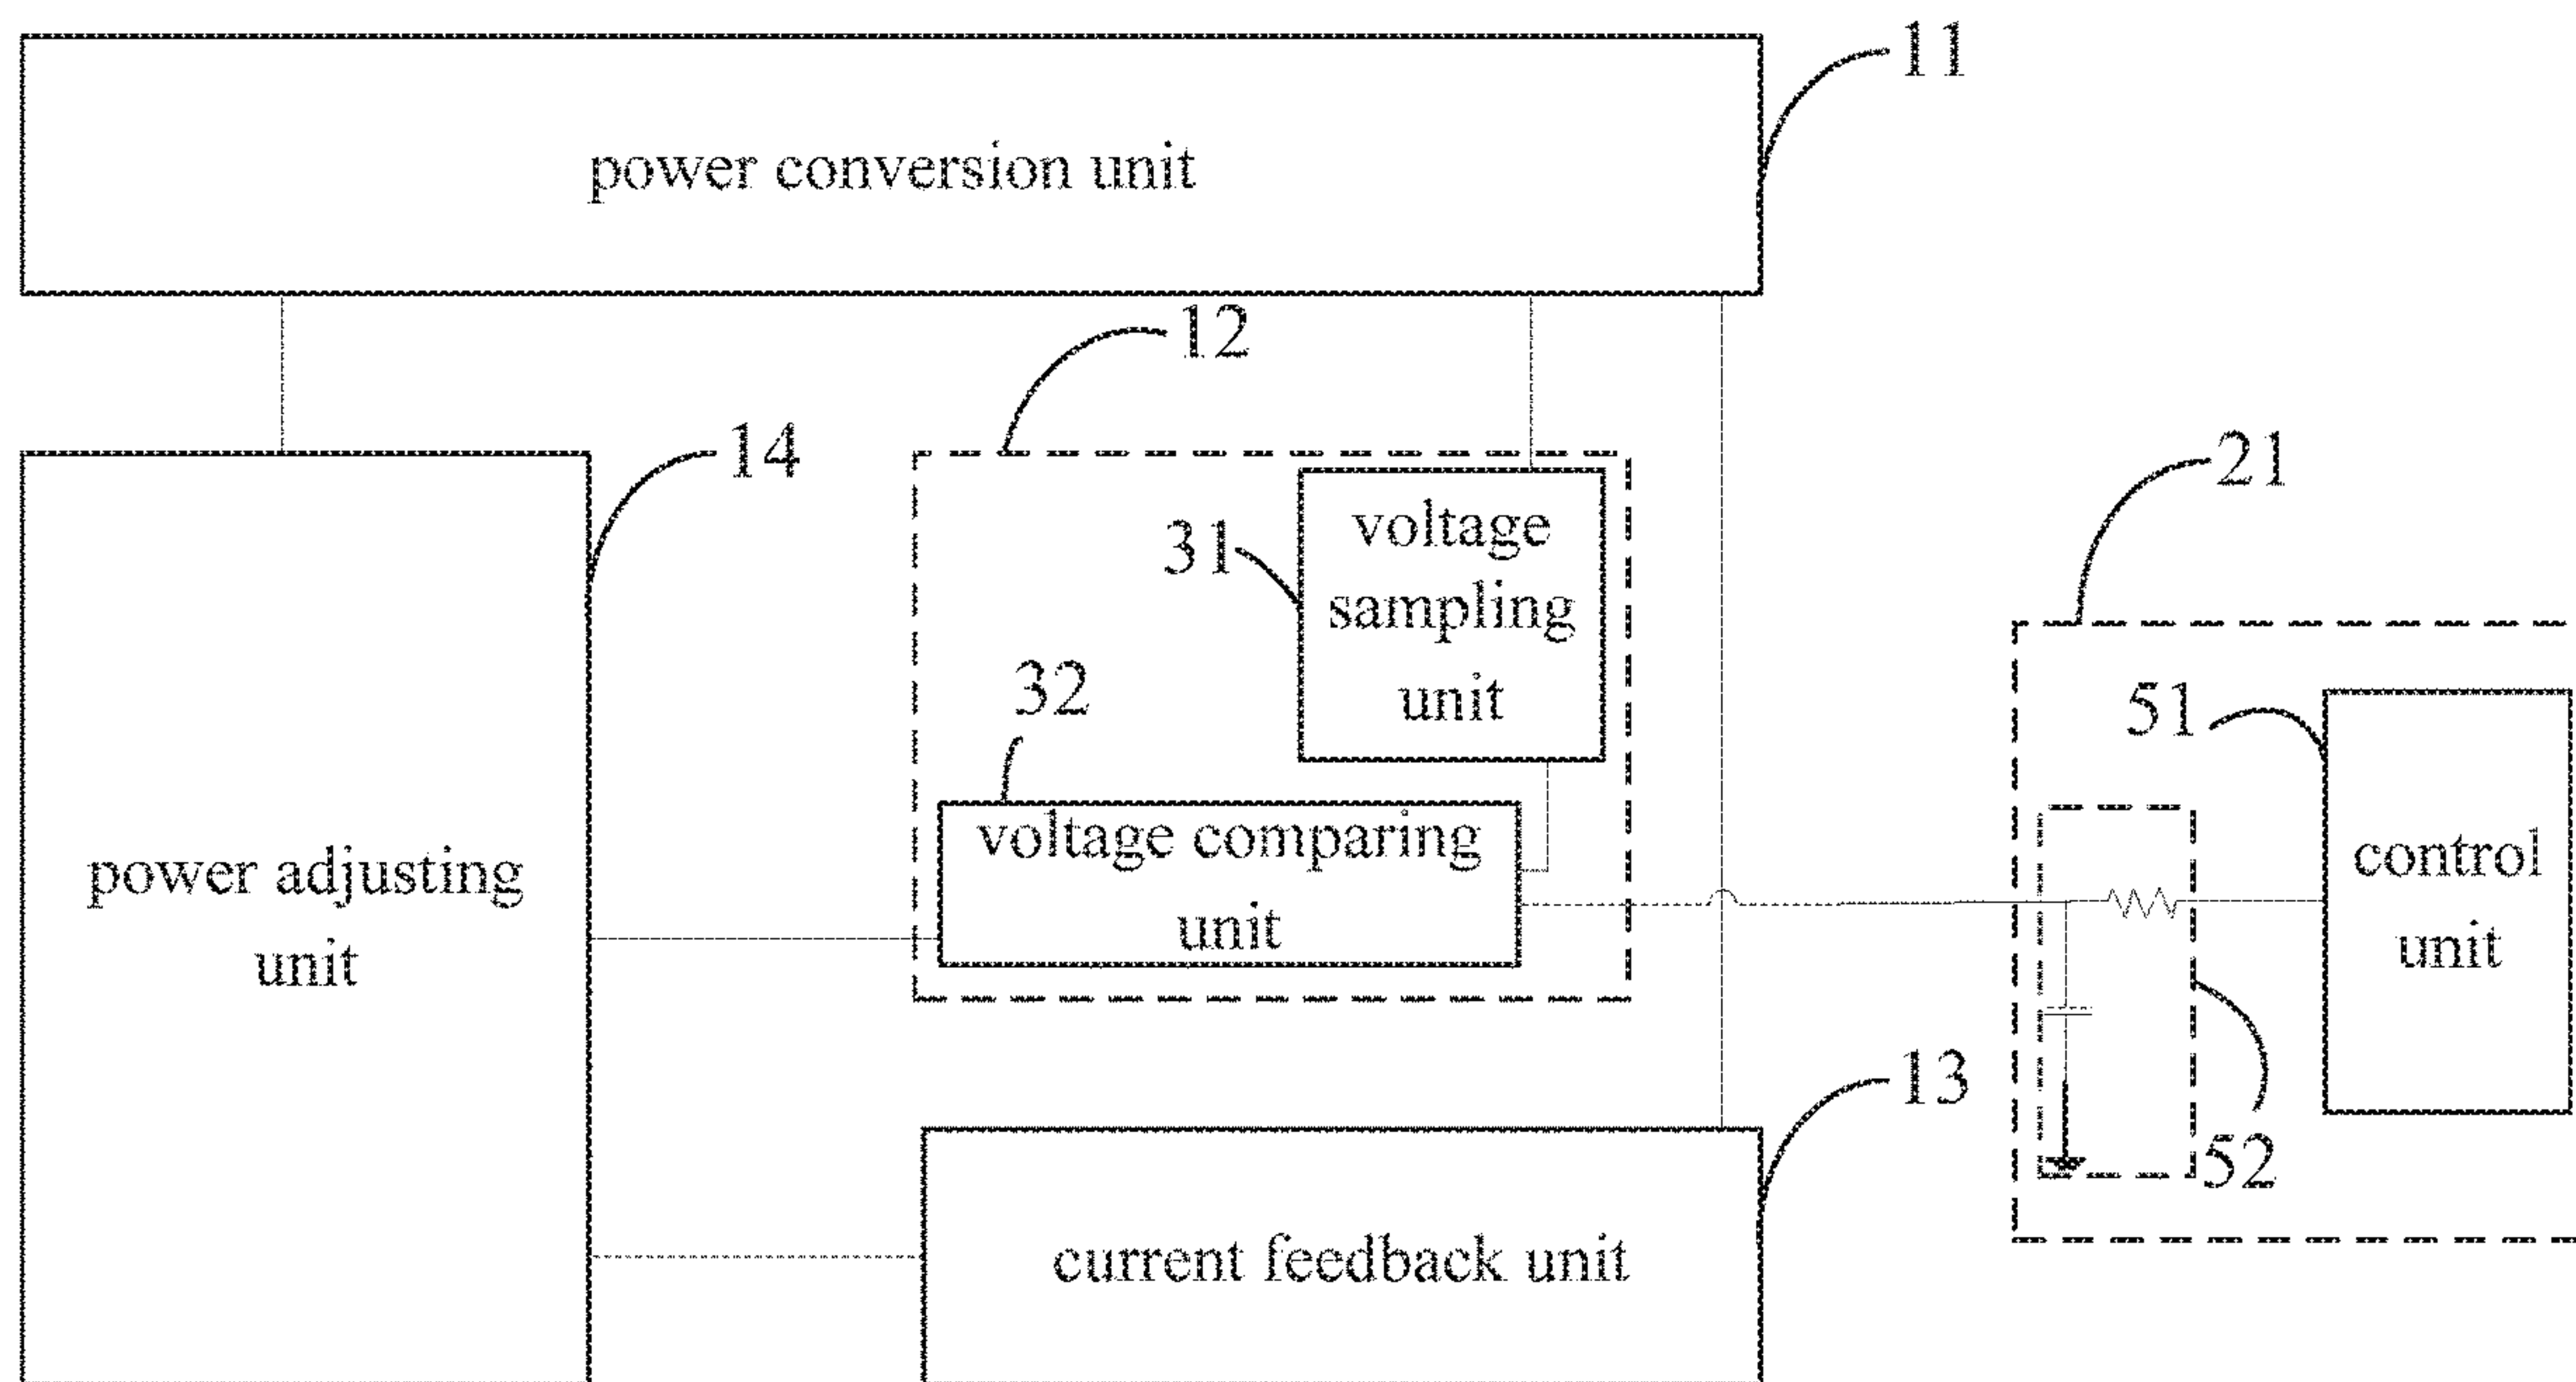 11
power conversion unit
12
14
21
31
voltage
sampling
unit
32
51
voltage comparing
unit
control
unit
power adjusting
unit
13
52
current feedback unit